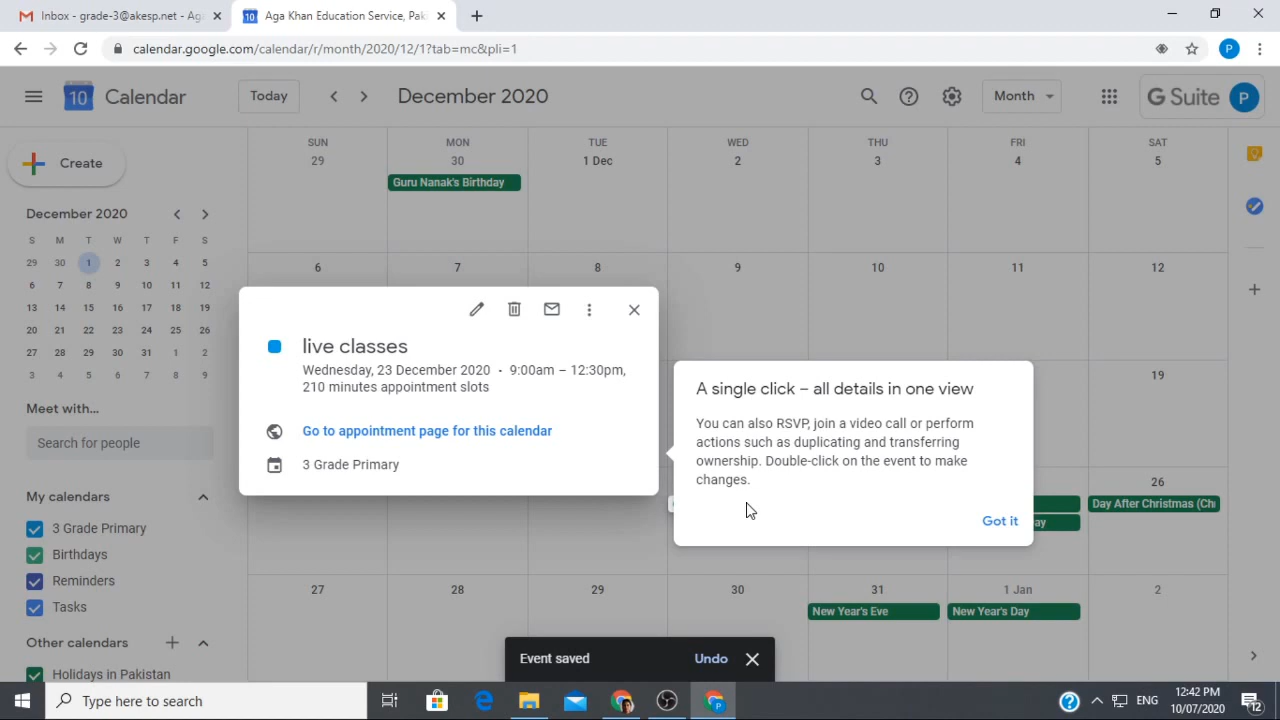 Inbox - grade-3@akesp.net - Aga
Aga Khan Education Service, Pak
calendar.google.com/calendar/r/month/2020/12/1?tab=mc&pli=1
P
10
Calendar
Today
December 2020
Month
G Suite
P
Create
December 2020
S M T W T F S
29 30 1 2 3 4 5
6 7 8 9 10 11 12
13 14 15 16 17 18 19
20 21 22 23 24 25 26
27 28 29 30 31 1 2
3 4 5 6 7 8 9
Meet with...
Search for people
My calendars
3 Grade Primary
Birthdays
Reminders
Tasks
Other calendars
Holidays in Pakistan
SUN MON TUE WED THU FRI SAT
29 30 1 Dec 2 3 4 5
Guru Nanak's Birthday
6 7 8 9 10 11 12
19
live classes
Wednesday, 23 December 2020 · 9:00am – 12:30pm,
210 minutes appointment slots
Go to appointment page for this calendar
3 Grade Primary
A single click – all details in one view
You can also RSVP, join a video call or perform
actions such as duplicating and transferring
ownership. Double-click on the event to make
changes.
Got it
26
Day After Christmas (Chr
ay
27 28 29 30 31 1 Jan 2
New Year's Eve
New Year's Day
Event saved
Undo
Type here to search
ENG
12:42 PM
10/07/2020
12